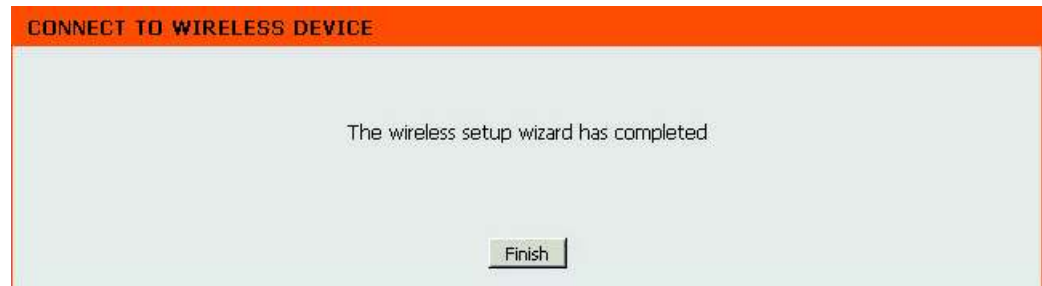 CONNECT TO WIRELESS DEVICE
The wireless setup wizard has completed
Finish